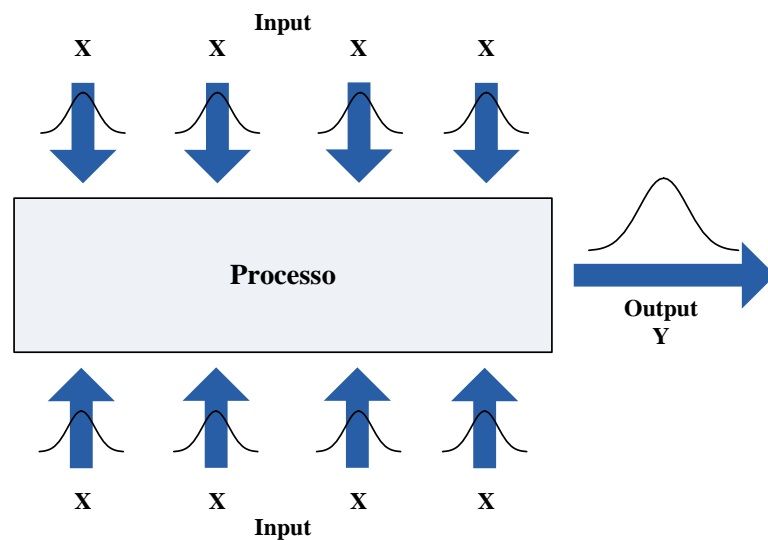 Input
X X X X
Processo
Output
Y
X X X X
Input